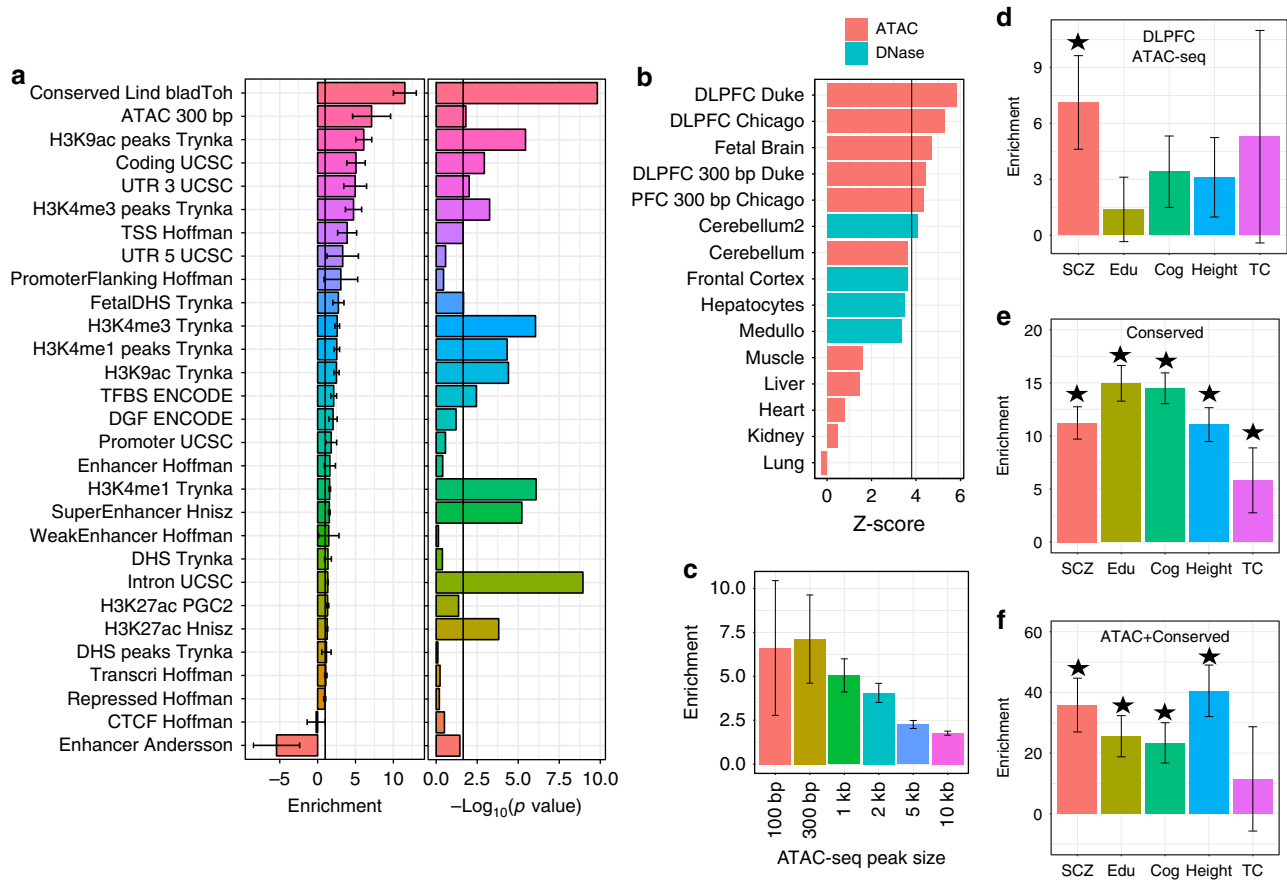 a
Conserved Lind bladToh
ATAC 300 bp
H3K9ac peaks Trynka
Coding UCSC
UTR 3 UCSC
H3K4me3 peaks Trynka
TSS Hoffman
UTR 5 UCSC
PromoterFlanking Hoffman
FetalDHS Trynka
H3K4me3 Trynka
H3K4me1 peaks Trynka
H3K9ac Trynka
TFBS ENCODE
DGF ENCODE
Promoter UCSC
Enhancer Hoffman
H3K4me1 Trynka
SuperEnhancer Hnisz
WeakEnhancer Hoffman
DHS Trynka
Intron UCSC
H3K27ac PGC2
H3K27ac Hnisz
DHS peaks Trynka
Transcri Hoffman
Repressed Hoffman
CTCF Hoffman
Enhancer Andersson
−5 0 5 10
Enrichment
0.0 2.5 5.0 7.5 10.0
−Log10(p value)
ATAC
DNase
b
DLPFC Duke
DLPFC Chicago
Fetal Brain
DLPFC 300 bp Duke
PFC 300 bp Chicago
Cerebellum2
Cerebellum
Frontal Cortex
Hepatocytes
Medullo
Muscle
Liver
Heart
Kidney
Lung
0 2 4 6
Z-score
c
Enrichment
10.0
7.5
5.0
2.5
0.0
100 bp
300 bp
1 kb
2 kb
5 kb
10 kb
ATAC-seq peak size
d
DLPFC
ATAC-seq
Enrichment
9
6
3
0
SCZ Edu Cog Height TC
e
Conserved
Enrichment
20
15
10
5
0
SCZ Edu Cog Height TC
f
ATAC+Conserved
Enrichment
60
40
20
0
SCZ Edu Cog Height TC